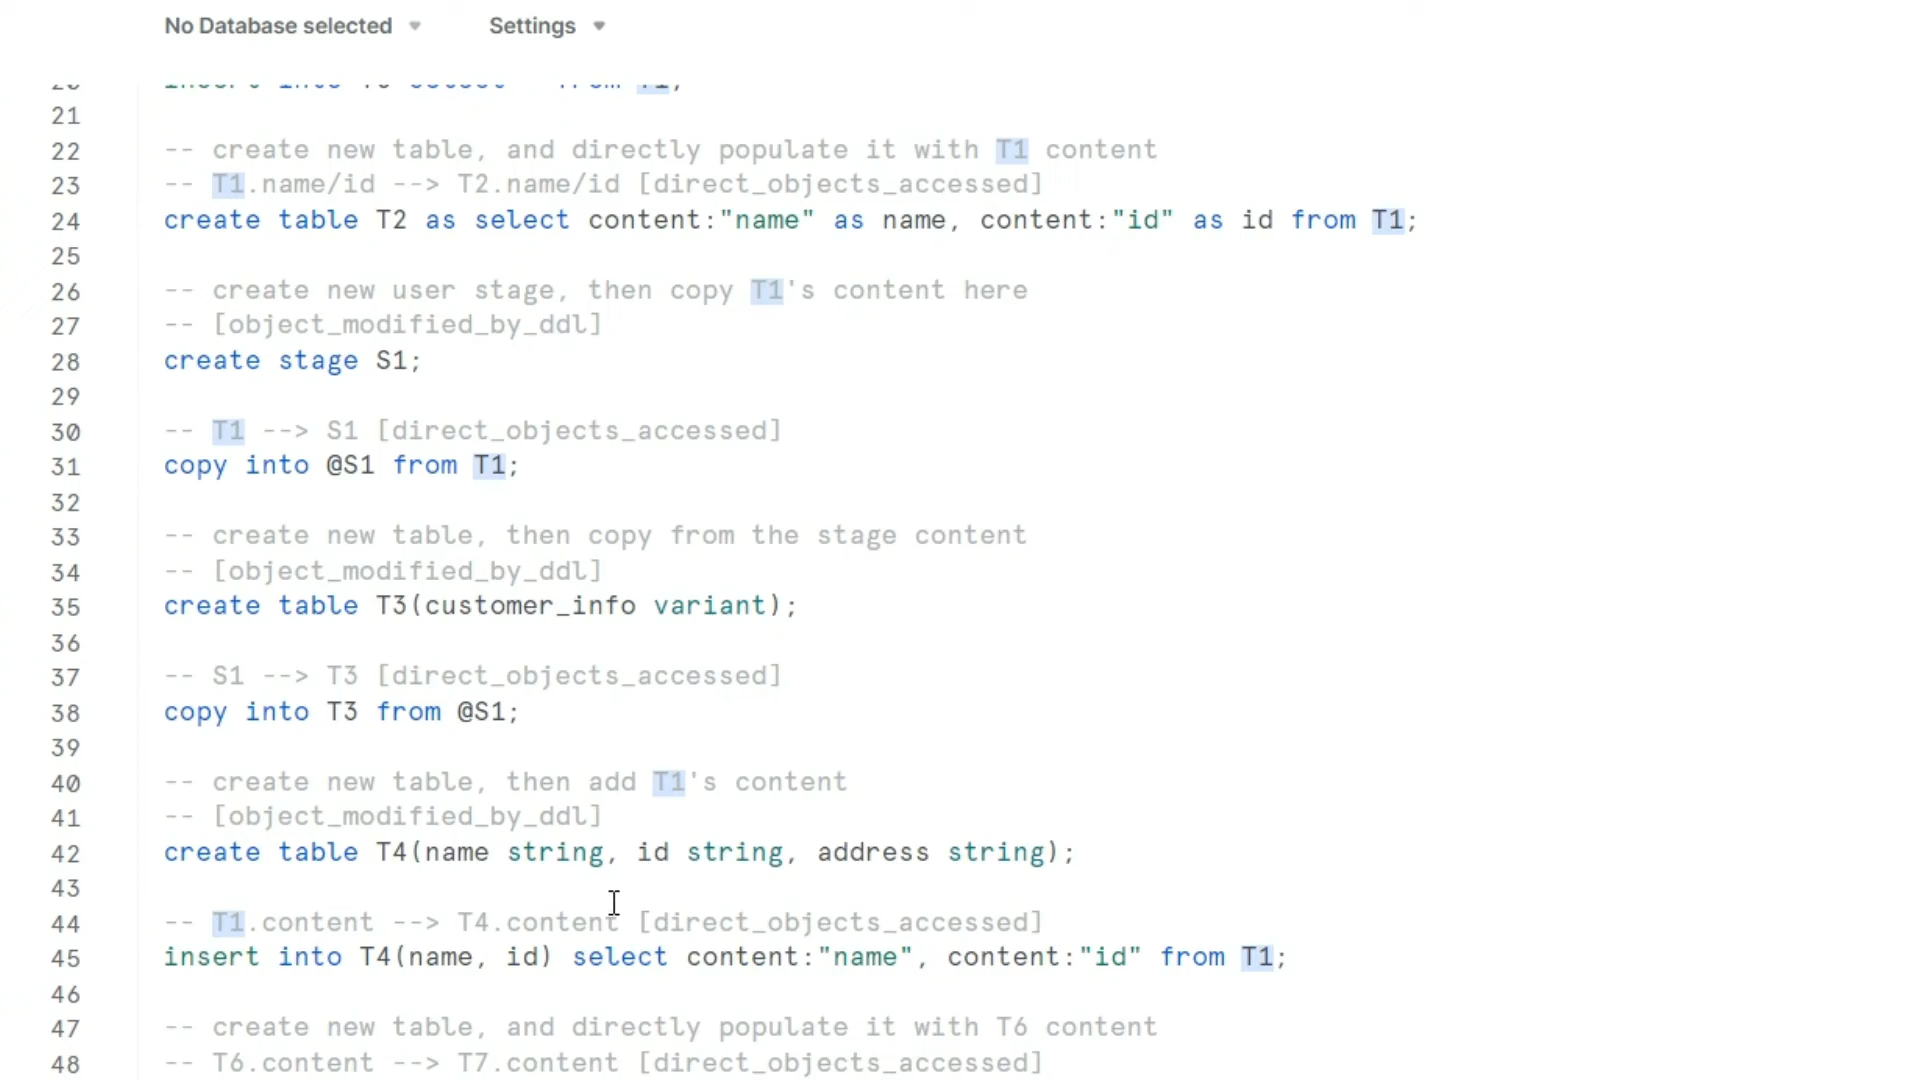 No Database selected Settings
20 insert into T6 select * from T1;
21
22 -- create new table, and directly populate it with T1 content
23 -- T1.name/id --> T2.name/id [direct_objects_accessed]
24 create table T2 as select content:"name" as name, content:"id" as id from T1;
25
26 -- create new user stage, then copy T1's content here
27 -- [object_modified_by_ddl]
28 create stage S1;
29
30 -- T1 --> S1 [direct_objects_accessed]
31 copy into @S1 from T1;
32
33 -- create new table, then copy from the stage content
34 -- [object_modified_by_ddl]
35 create table T3(customer_info variant);
36
37 -- S1 --> T3 [direct_objects_accessed]
38 copy into T3 from @S1;
39
40 -- create new table, then add T1's content
41 -- [object_modified_by_ddl]
42 create table T4(name string, id string, address string);
43
44 -- T1.content --> T4.content [direct_objects_accessed]
45 insert into T4(name, id) select content:"name", content:"id" from T1;
46
47 -- create new table, and directly populate it with T6 content
48 -- T6.content --> T7.content [direct_objects_accessed]